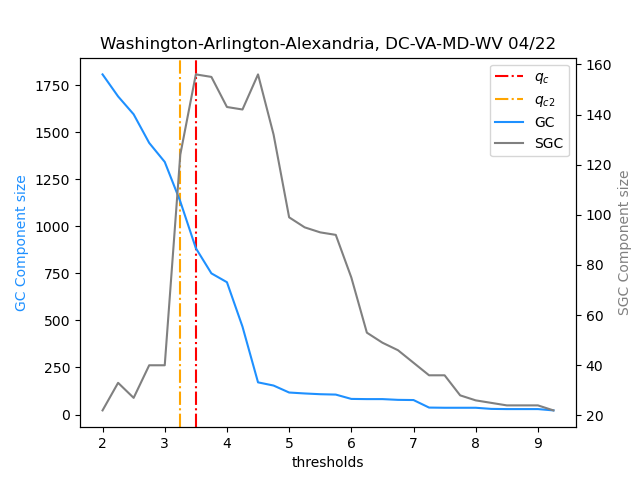 Washington-Arlington-Alexandria, DC-VA-MD-WV 04/22
GC Component size
1750
1500
1250
1000
750
500
250
0
160
140
120
100
80
60
40
20
SGC Component size
q_c
q_{c2}
GC
SGC
2 3 4 5 6 7 8 9
thresholds